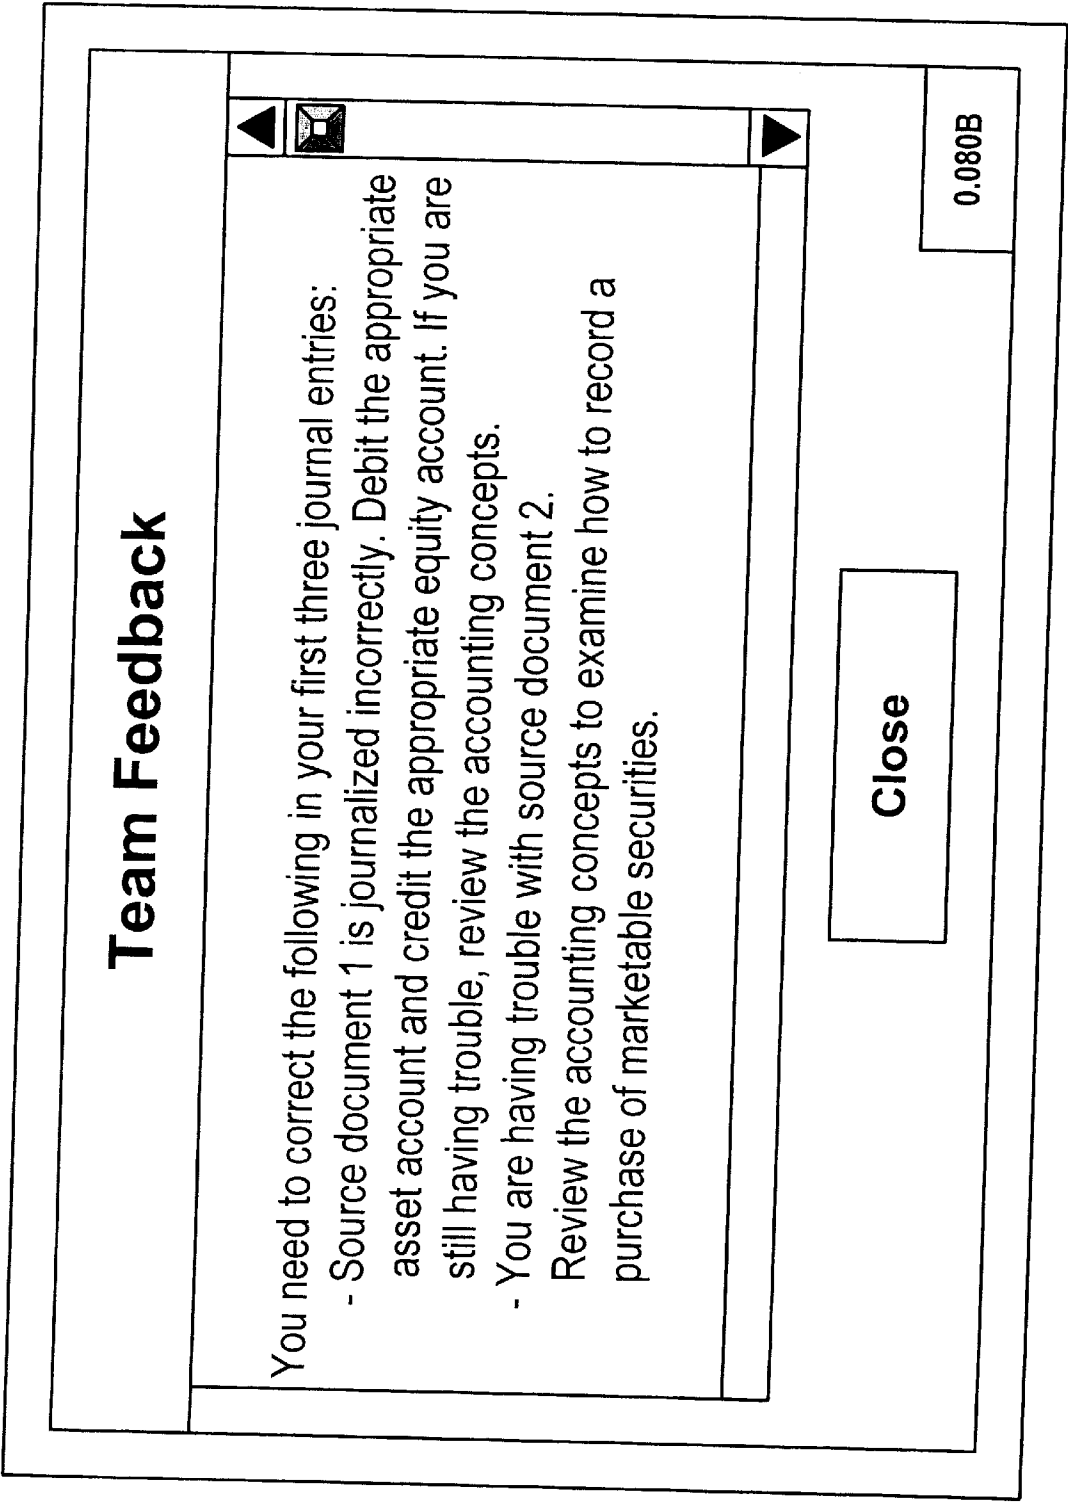 Team Feedback
You need to correct the following in your first three journal entries:
- Source document 1 is journalized incorrectly. Debit the appropriate
asset account and credit the appropriate equity account. If you are
still having trouble, review the accounting concepts.
- You are having trouble with source document 2.
Review the accounting concepts to examine how to record a
purchase of marketable securities.
Close
0.080B